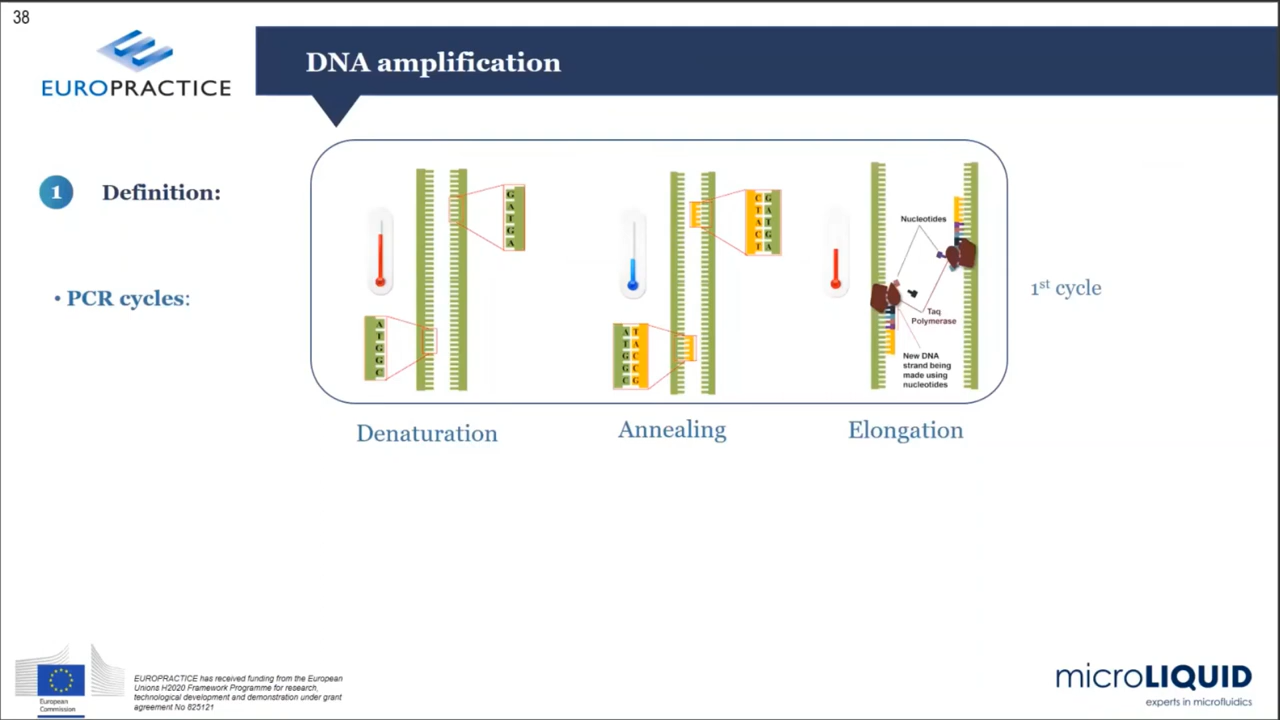 38
EUROPRACTICE
DNA amplification
1
Definition:
• PCR cycles:
G
A
T
G
A
A
T
G
G
C
Denaturation
C G
T A
A T
C G
T A
A T
T A
G C
G C
C G
Annealing
Nucleotides
Taq
Polymerase
New DNA
strand being
made using
nucleotides
Elongation
1st cycle
European
Commission
EUROPRACTICE has received funding from the European
Unions H2020 Framework Programme for research,
technological development and demonstration under grant
agreement No 825121
microLIQUID
experts in microfluidics